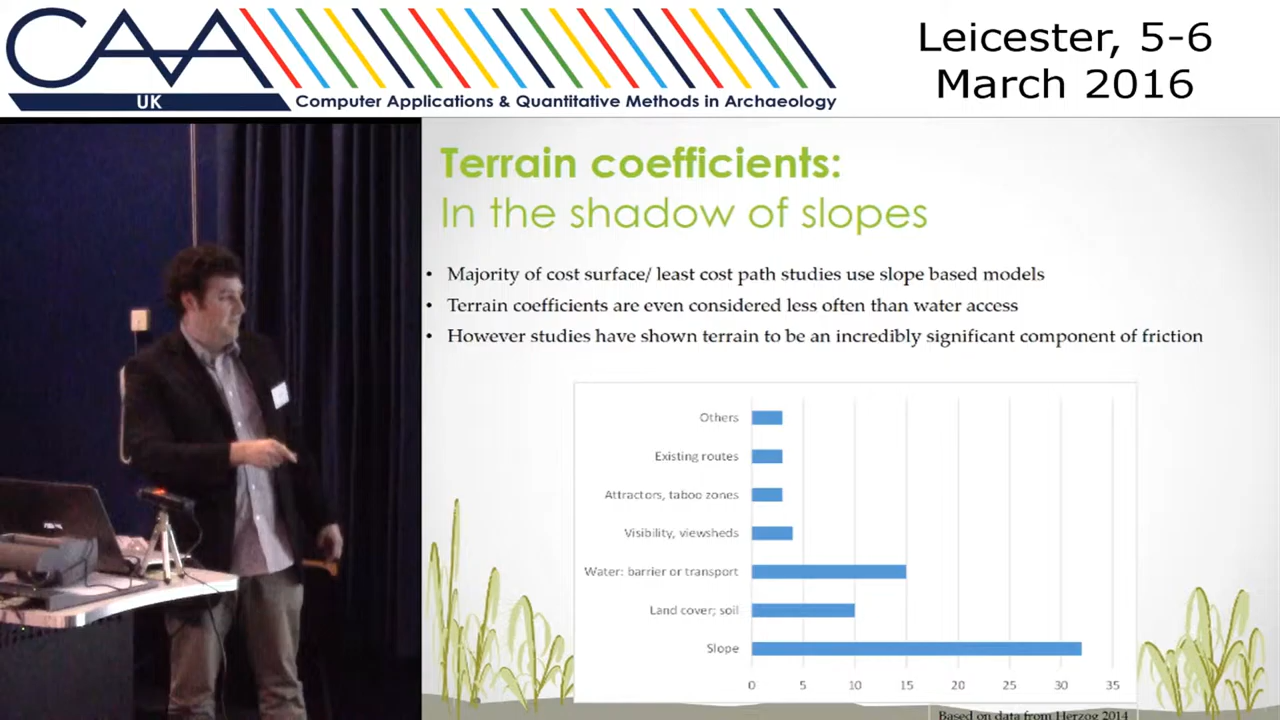 CAA
UK
Computer Applications & Quantitative Methods in Archaeology
Leicester, 5-6
March 2016
Terrain coefficients:
In the shadow of slopes
• Majority of cost surface/ least cost path studies use slope based models
• Terrain coefficients are even considered less often than water access
• However studies have shown terrain to be an incredibly significant component of friction
Others
Existing routes
Attractors, taboo zones
Visibility, viewsheds
Water: barrier or transport
Land cover; soil
Slope
0 5 10 15 20 25 30 35
Based on data from Herzog 2014